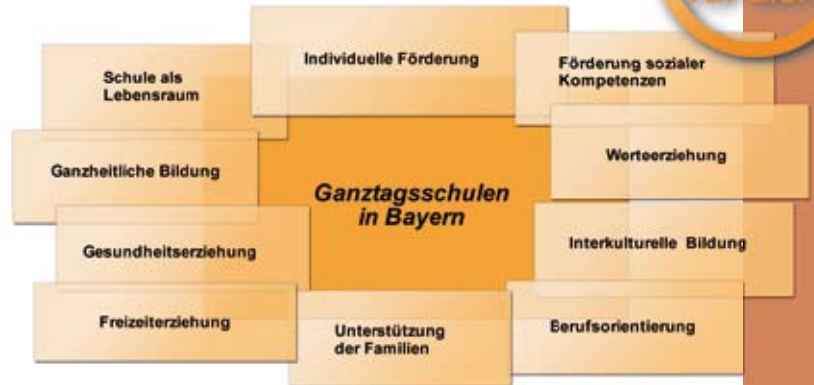 Individuelle Förderung
Schule als
Lebensraum
Förderung sozialer
Kompetenzen
Ganzheitliche Bildung
Werteerziehung
Ganztagsschulen
in Bayern
Gesundheitserziehung
Interkulturelle Bildung
Freizeiterziehung
Unterstützung
der Familien
Berufsorientierung